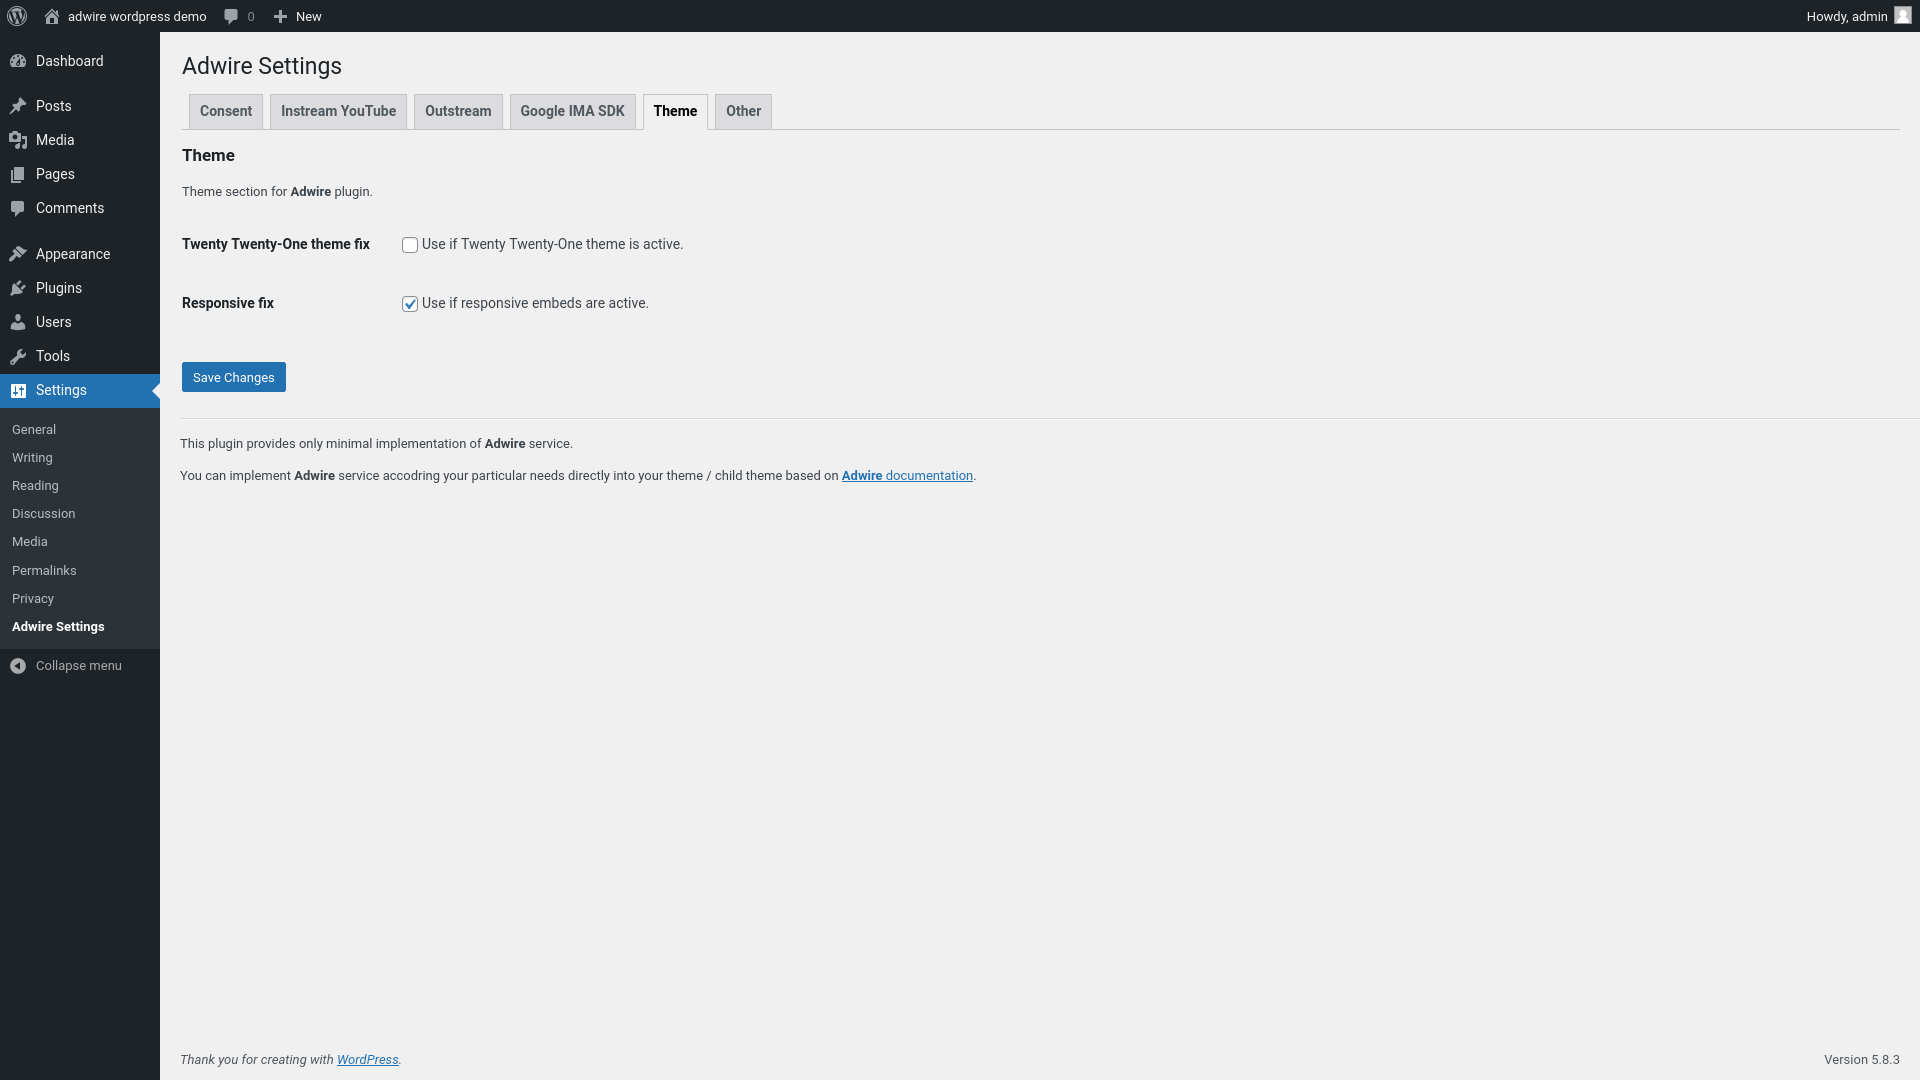 adwire wordpress demo 0 New Howdy, admin
Dashboard
Posts
Media
Pages
Comments
Appearance
Plugins
Users
Tools
Settings
General
Writing
Reading
Discussion
Media
Permalinks
Privacy
Adwire Settings
Collapse menu
Adwire Settings
Consent Instream YouTube Outstream Google IMA SDK Theme Other
Theme
Theme section for Adwire plugin.
Twenty Twenty-One theme fix Use if Twenty Twenty-One theme is active.
Responsive fix Use if responsive embeds are active.
Save Changes
This plugin provides only minimal implementation of Adwire service.
You can implement Adwire service accodring your particular needs directly into your theme / child theme based on Adwire documentation.
Thank you for creating with WordPress. Version 5.8.3